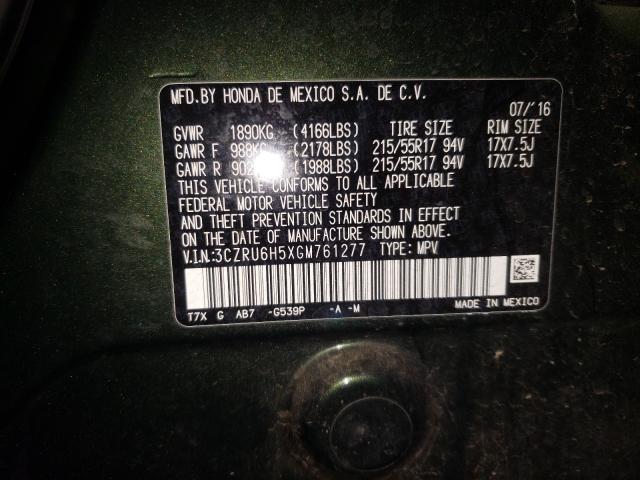 MFD.BY HONDA DE MEXICO S.A. DE C.V.
07/'16
GVWR 1890KG (4166LBS) TIRE SIZE RIM SIZE
GAWR F 988KG (2178LBS) 215/55R17 94V 17X7.5J
GAWR R (1988LBS) 215/55R17 94V 17X7.5J
THIS VEHICLE CONFORMS TO ALL APPLICABLE
FEDERAL MOTOR VEHICLE SAFETY
AND THEFT PREVENTION STANDARDS IN EFFECT
ON THE DATE OF MANUFACTURE SHOWN ABOVE.
V.I.N:3CZRU6H5XGM761277 TYPE: MPV
T7X G AB7 -G539P -A -M
MADE IN MEXICO